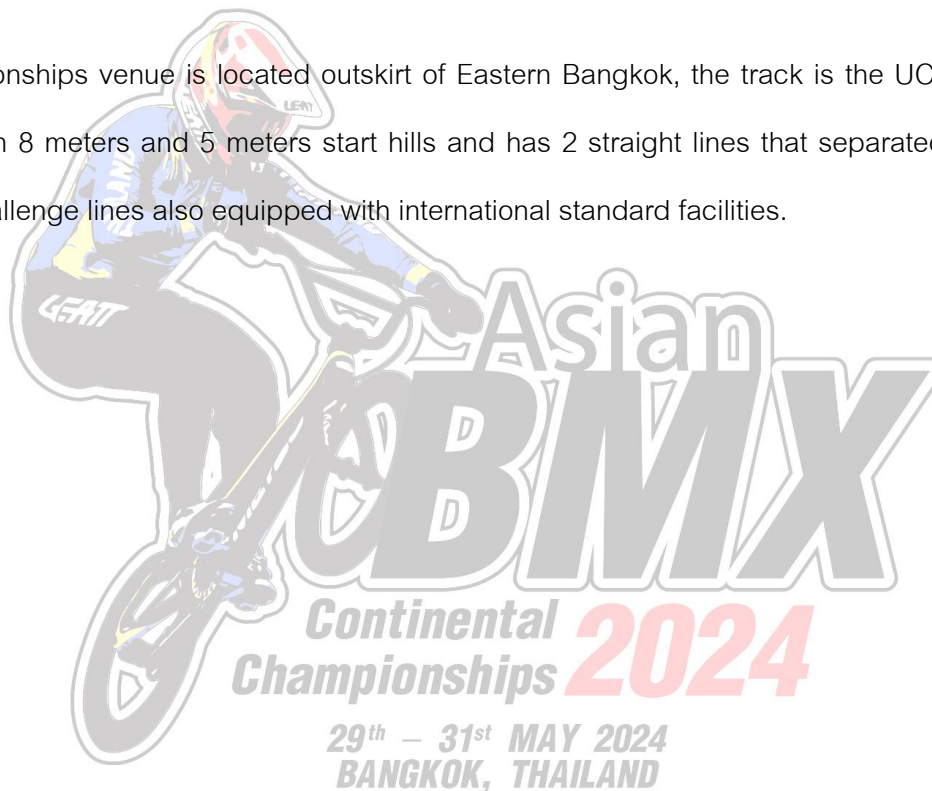 onships venue is located outskirt of Eastern Bangkok, the track is the UC
8 meters and 5 meters start hills and has 2 straight lines that separated
allenge lines also equipped with international standard facilities.
LEATT
LEATT
Asian
BMX
Continental
Championships 2024
29th – 31st MAY 2024
BANGKOK, THAILAND